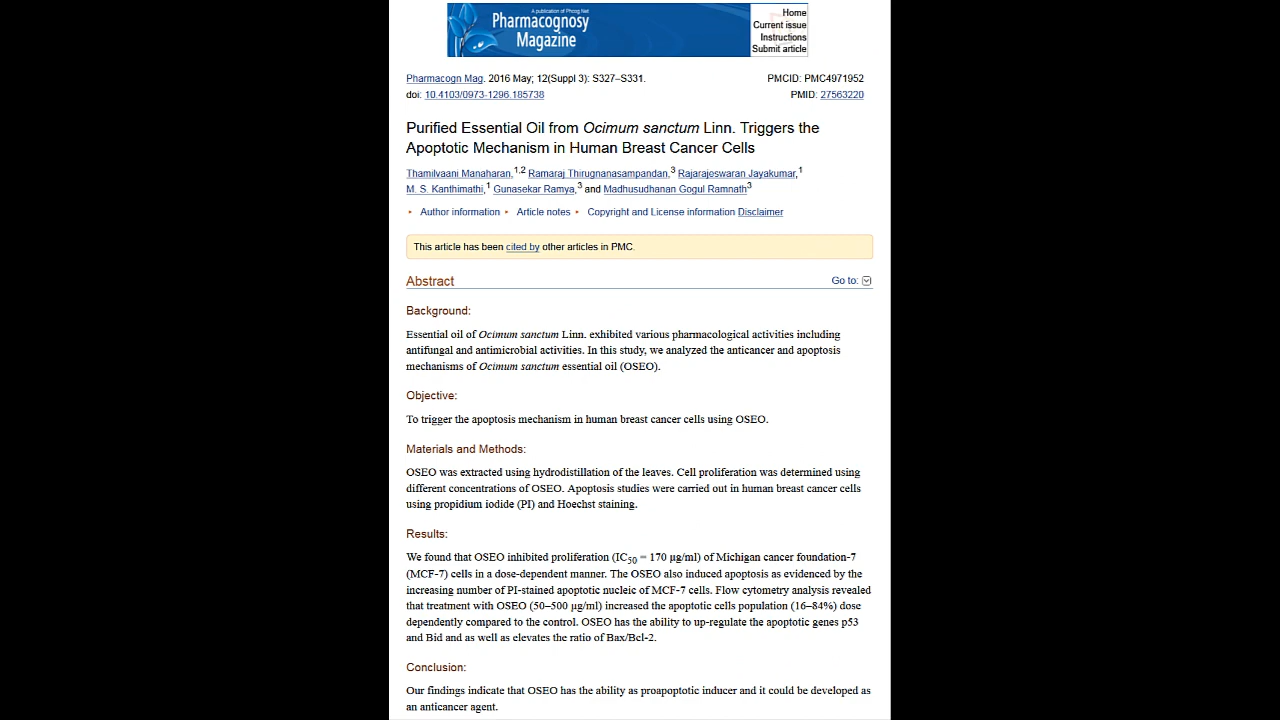 A publication of Phcog Net
Pharmacognosy
Magazine
Home
Current issue
Instructions
Submit article
Pharmacogn Mag. 2016 May; 12(Suppl 3): S327–S331.
PMCID: PMC4971952
doi: 10.4103/0973-1296.185738
PMID: 27563220
Purified Essential Oil from Ocimum sanctum Linn. Triggers the
Apoptotic Mechanism in Human Breast Cancer Cells
Thamilvaani Manaharan,1,2 Ramaraj Thirugnanasampandan,3 Rajarajeswaran Jayakumar,1
M. S. Kanthimathi,1 Gunasekar Ramya,3 and Madhusudhanan Gogul Ramnath3
Author information Article notes Copyright and License information Disclaimer
This article has been cited by other articles in PMC.
Abstract
Go to:
Background:
Essential oil of Ocimum sanctum Linn. exhibited various pharmacological activities including
antifungal and antimicrobial activities. In this study, we analyzed the anticancer and apoptosis
mechanisms of Ocimum sanctum essential oil (OSEO).
Objective:
To trigger the apoptosis mechanism in human breast cancer cells using OSEO.
Materials and Methods:
OSEO was extracted using hydrodistillation of the leaves. Cell proliferation was determined using
different concentrations of OSEO. Apoptosis studies were carried out in human breast cancer cells
using propidium iodide (PI) and Hoechst staining.
Results:
We found that OSEO inhibited proliferation (IC50 = 170 μg/ml) of Michigan cancer foundation-7
(MCF-7) cells in a dose-dependent manner. The OSEO also induced apoptosis as evidenced by the
increasing number of PI-stained apoptotic nucleic of MCF-7 cells. Flow cytometry analysis revealed
that treatment with OSEO (50–500 μg/ml) increased the apoptotic cells population (16–84%) dose
dependently compared to the control. OSEO has the ability to up-regulate the apoptotic genes p53
and Bid and as well as elevates the ratio of Bax/Bcl-2.
Conclusion:
Our findings indicate that OSEO has the ability as proapoptotic inducer and it could be developed as
an anticancer agent.